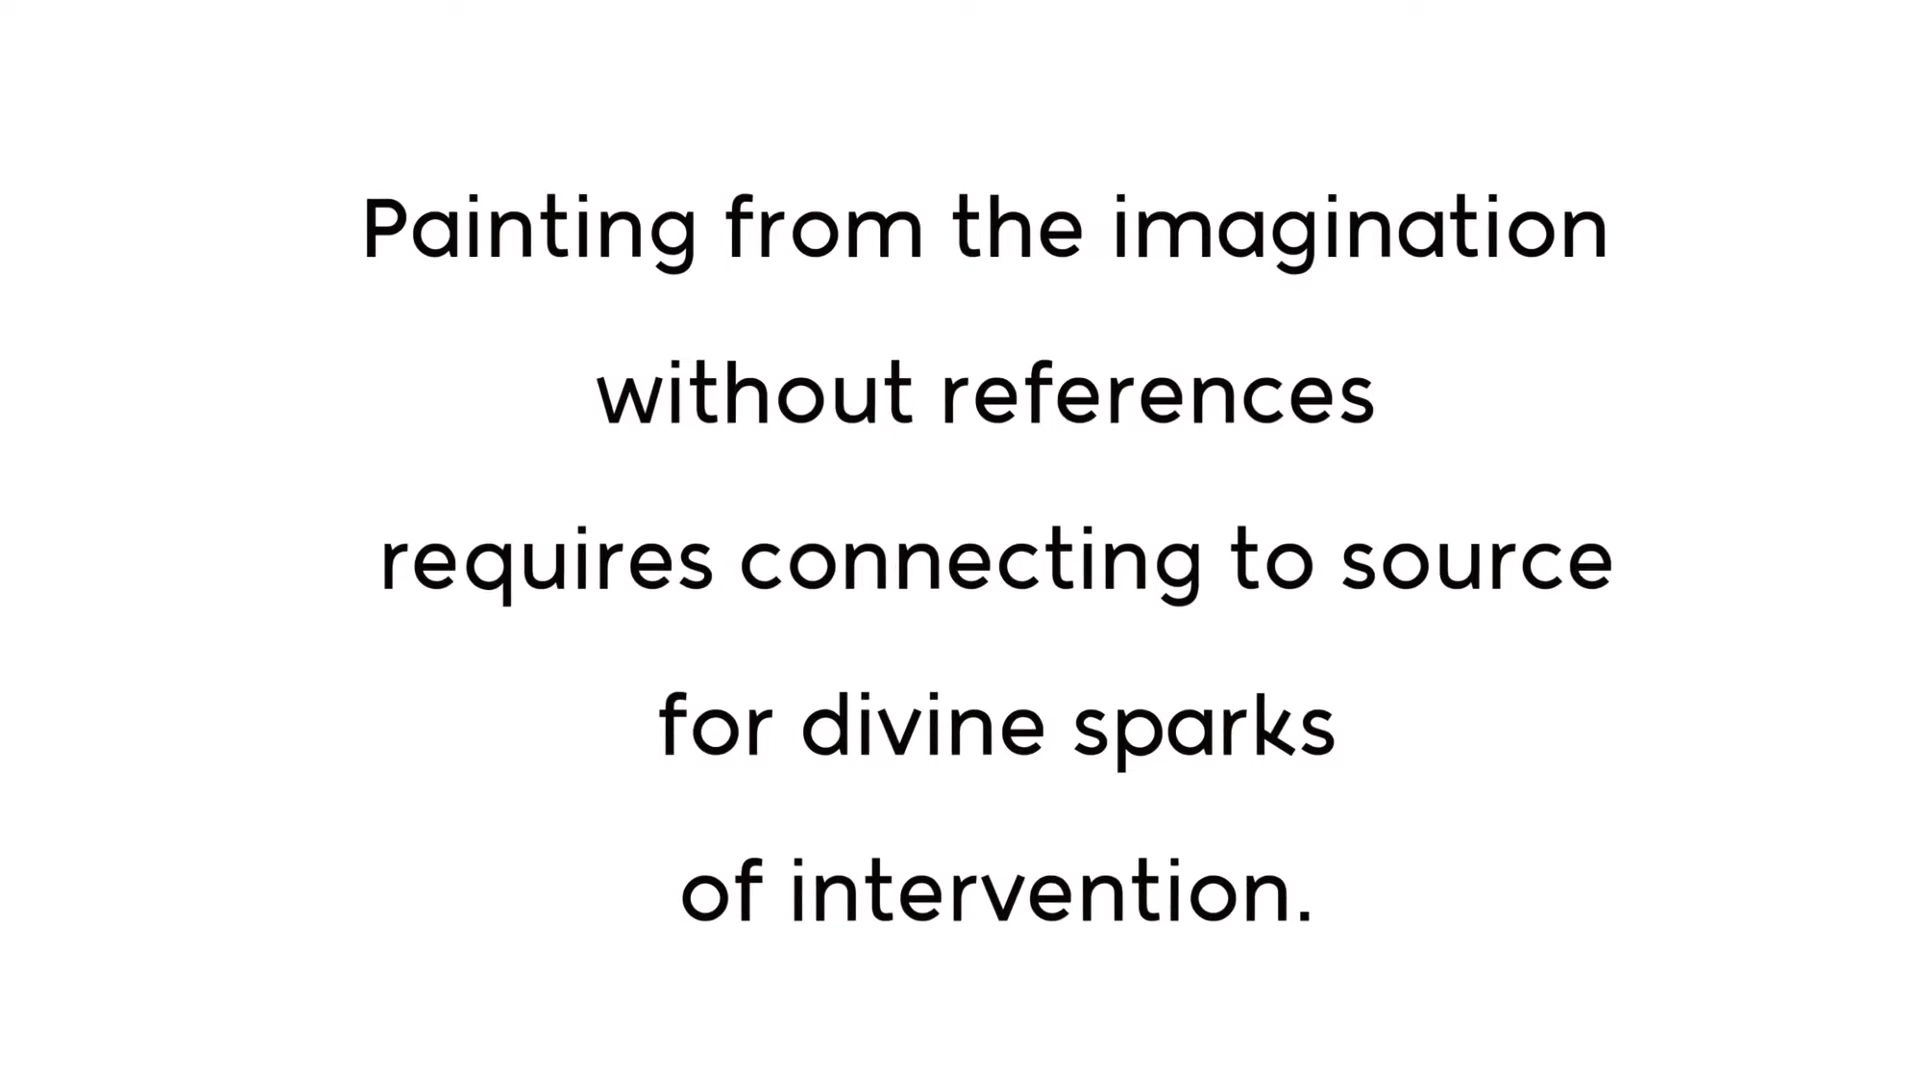 Painting from the imagination
without references
requires connecting to source
for divine sparks
of intervention.